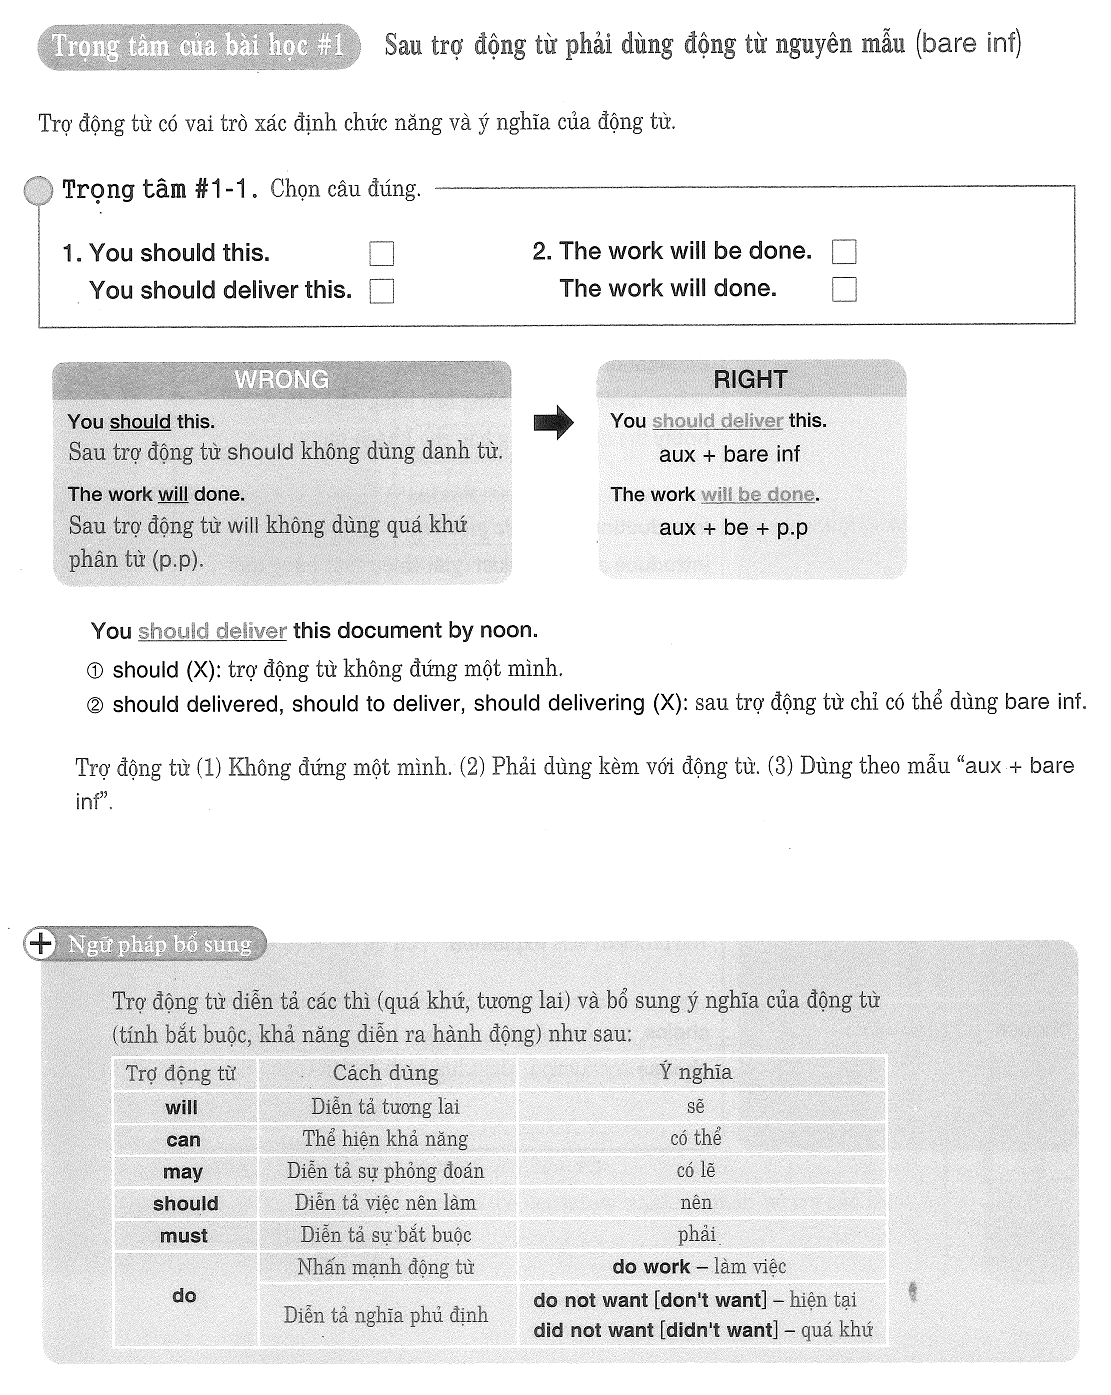 Trọng tâm của bài học #1 Sau trợ động từ phải dùng động từ nguyên mẫu (bare inf)
Trợ động từ có vai trò xác định chức năng và ý nghĩa của động từ.
Trọng tâm #1-1. Chọn câu đúng.
1. You should this.
You should deliver this.
2. The work will be done.
The work will done.
WRONG
You should this.
Sau trợ động từ should không dùng danh từ.
The work will done.
Sau trợ động từ will không dùng quá khứ
phân từ (p.p).
RIGHT
You should deliver this.
aux + bare inf
The work will be done.
aux + be + p.p
You should deliver this document by noon.
① should (X): trợ động từ không đứng một mình.
② should delivered, should to deliver, should delivering (X): sau trợ động từ chỉ có thể dùng bare inf.
Trợ động từ (1) Không đứng một mình. (2) Phải dùng kèm với động từ. (3) Dùng theo mẫu “aux + bare
inf”.
+ Ngữ pháp bổ sung
Trợ động từ diễn tả các thì (quá khứ, tương lai) và bổ sung ý nghĩa của động từ
(tính bắt buộc, khả năng diễn ra hành động) như sau:
Trợ động từ Cách dùng Ý nghĩa
will Diễn tả tương lai sẽ
can Thể hiện khả năng có thể
may Diễn tả sự phỏng đoán có lẽ
should Diễn tả việc nên làm nên
must Diễn tả sự bắt buộc phải
do Nhấn mạnh động từ do work – làm việc
Diễn tả nghĩa phủ định do not want [don't want] – hiện tại
did not want [didn't want] – quá khứ